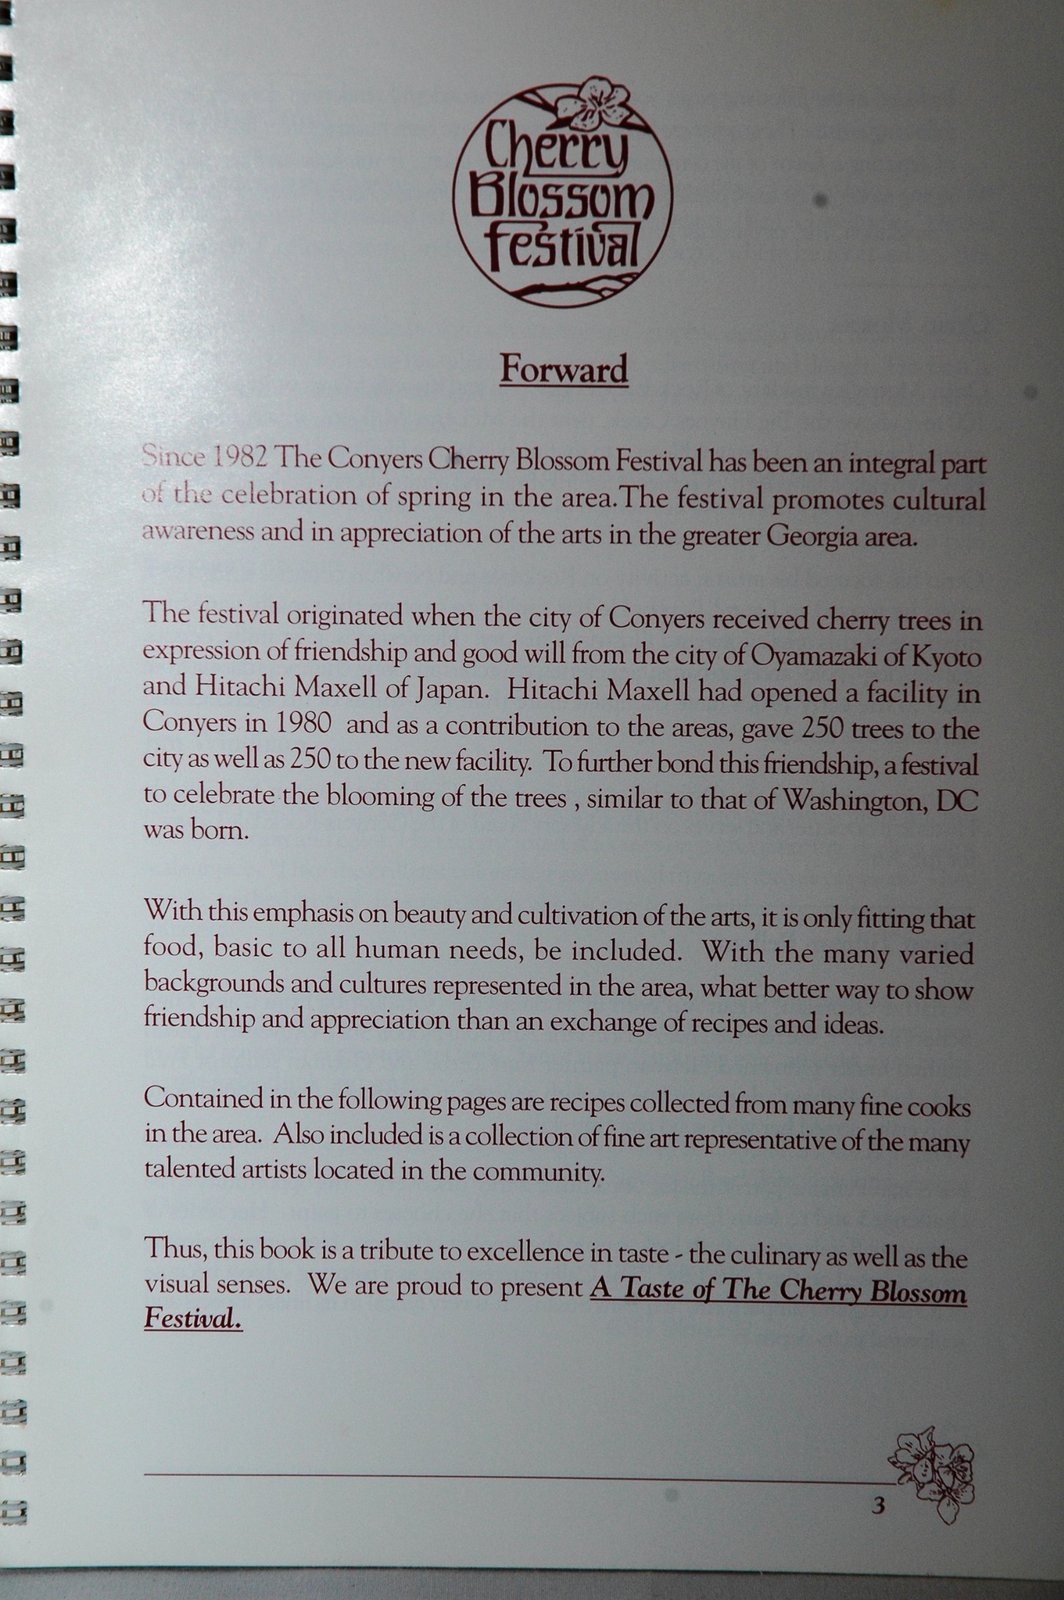 Cherry
Blossom
Festival
Forward
Since 1982 The Conyers Cherry Blossom Festival has been an integral part
of the celebration of spring in the area.The festival promotes cultural
awareness and in appreciation of the arts in the greater Georgia area.
The festival originated when the city of Conyers received cherry trees in
expression of friendship and good will from the city of Oyamazaki of Kyoto
and Hitachi Maxell of Japan. Hitachi Maxell had opened a facility in
Conyers in 1980 and as a contribution to the areas, gave 250 trees to the
city as well as 250 to the new facility. To further bond this friendship, a festival
to celebrate the blooming of the trees , similar to that of Washington, DC
was born.
With this emphasis on beauty and cultivation of the arts, it is only fitting that
food, basic to all human needs, be included. With the many varied
backgrounds and cultures represented in the area, what better way to show
friendship and appreciation than an exchange of recipes and ideas.
Contained in the following pages are recipes collected from many fine cooks
in the area. Also included is a collection of fine art representative of the many
talented artists located in the community.
Thus, this book is a tribute to excellence in taste - the culinary as well as the
visual senses. We are proud to present A Taste of The Cherry Blossom
Festival.
3